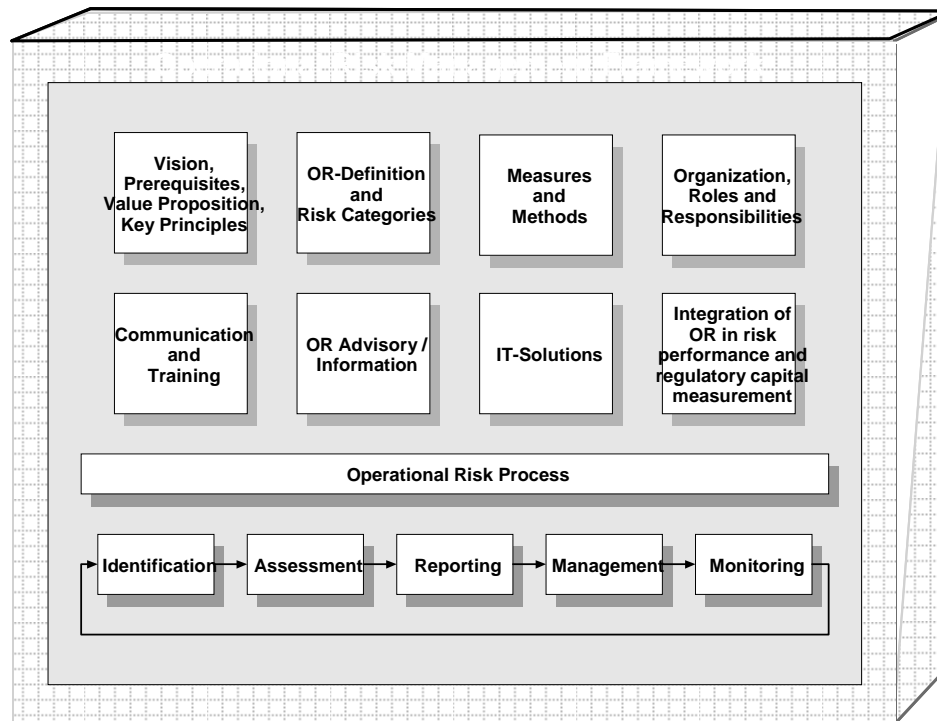 Vision,
Prerequisites,
Value Proposition,
Key Principles
OR-Definition
and
Risk Categories
Measures
and
Methods
Organization,
Roles and
Responsibilities
Communication
and
Training
OR Advisory /
Information
IT-Solutions
Integration of
OR in risk
performance and
regulatory capital
measurement
Operational Risk Process
Identification
Assessment
Reporting
Management
Monitoring